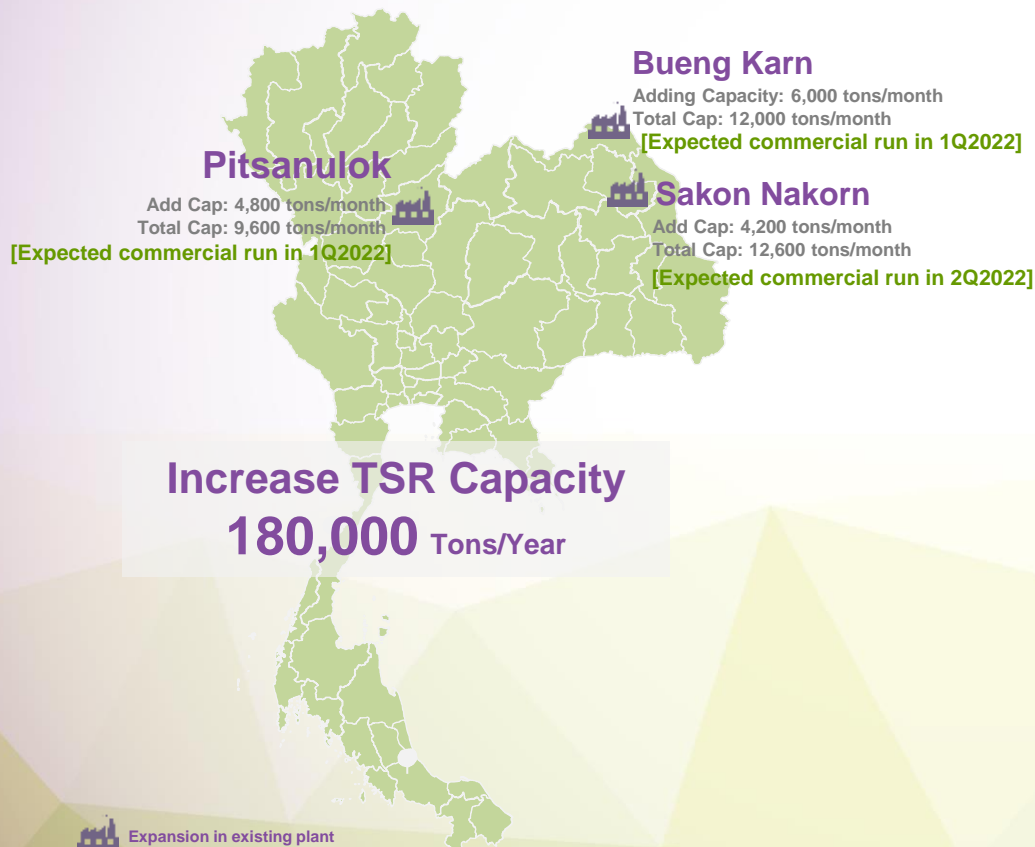 Bueng Karn
Adding Capacity: 6,000 tons/month
Total Cap: 12,000 tons/month
[Expected commercial run in 1Q2022]
Pitsanulok
Add Cap: 4,800 tons/month
Total Cap: 9,600 tons/month
[Expected commercial run in 1Q2022]
Sakon Nakorn
Add Cap: 4,200 tons/month
Total Cap: 12,600 tons/month
[Expected commercial run in 2Q2022]
Increase TSR Capacity
180,000 Tons/Year
Expansion in existing plant